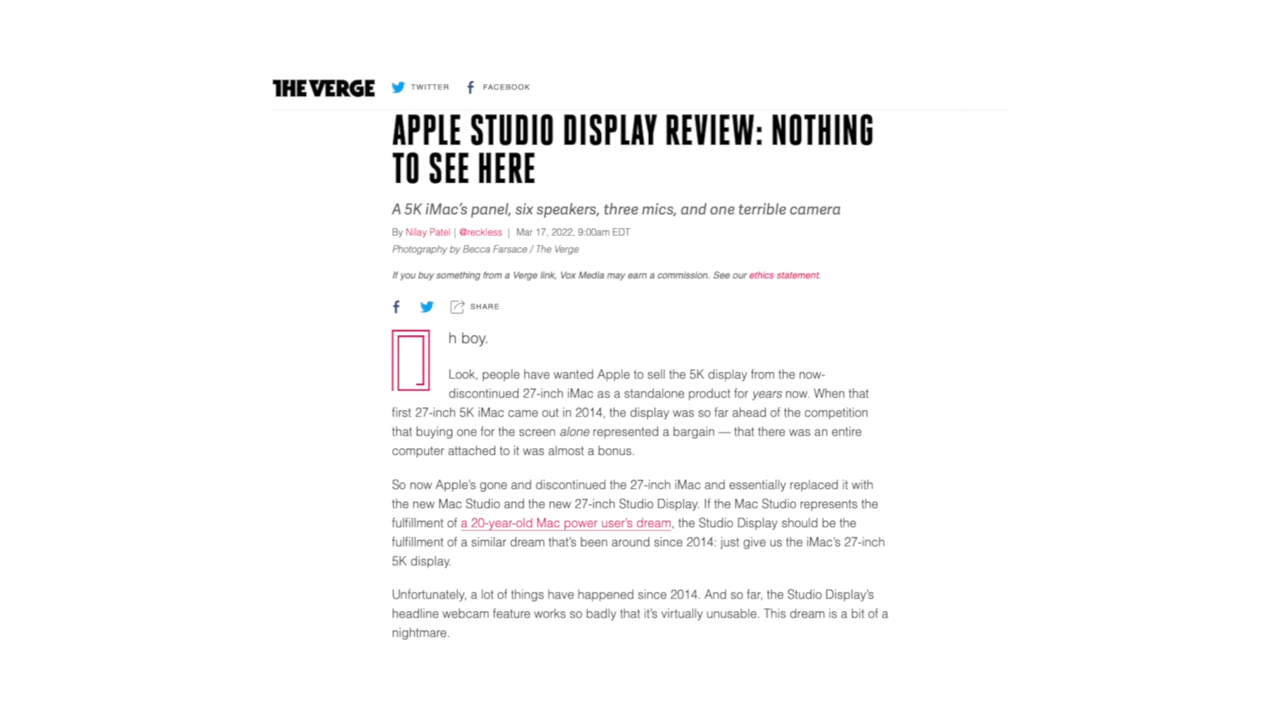 THE VERGE TWITTER FACEBOOK
APPLE STUDIO DISPLAY REVIEW: NOTHING
TO SEE HERE
A 5K iMac's panel, six speakers, three mics, and one terrible camera
By Nilay Patel | @reckless | Mar 17, 2022, 9:00am EDT
Photography by Becca Farsace / The Verge
If you buy something from a Verge link, Vox Media may earn a commission. See our ethics statement.
SHARE
Oh boy.
Look, people have wanted Apple to sell the 5K display from the now-
discontinued 27-inch iMac as a standalone product for years now. When that
first 27-inch 5K iMac came out in 2014, the display was so far ahead of the competition
that buying one for the screen alone represented a bargain — that there was an entire
computer attached to it was almost a bonus.
So now Apple's gone and discontinued the 27-inch iMac and essentially replaced it with
the new Mac Studio and the new 27-inch Studio Display. If the Mac Studio represents the
fulfillment of a 20-year-old Mac power user's dream, the Studio Display should be the
fulfillment of a similar dream that's been around since 2014: just give us the iMac's 27-inch
5K display.
Unfortunately, a lot of things have happened since 2014. And so far, the Studio Display's
headline webcam feature works so badly that it's virtually unusable. This dream is a bit of a
nightmare.